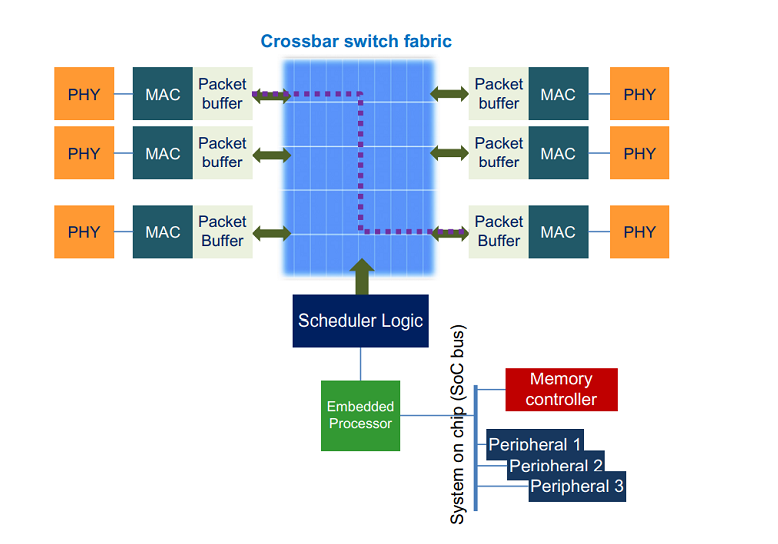 Crossbar switch fabric
PHY
MAC
Packet
buffer
Packet
buffer
MAC
PHY
PHY
MAC
Packet
buffer
Packet
buffer
MAC
PHY
PHY
MAC
Packet
Buffer
Packet
Buffer
MAC
PHY
Scheduler Logic
Embedded
Processor
System on chip (SoC bus)
Memory
controller
Peripheral 1
Peripheral 2
Peripheral 3